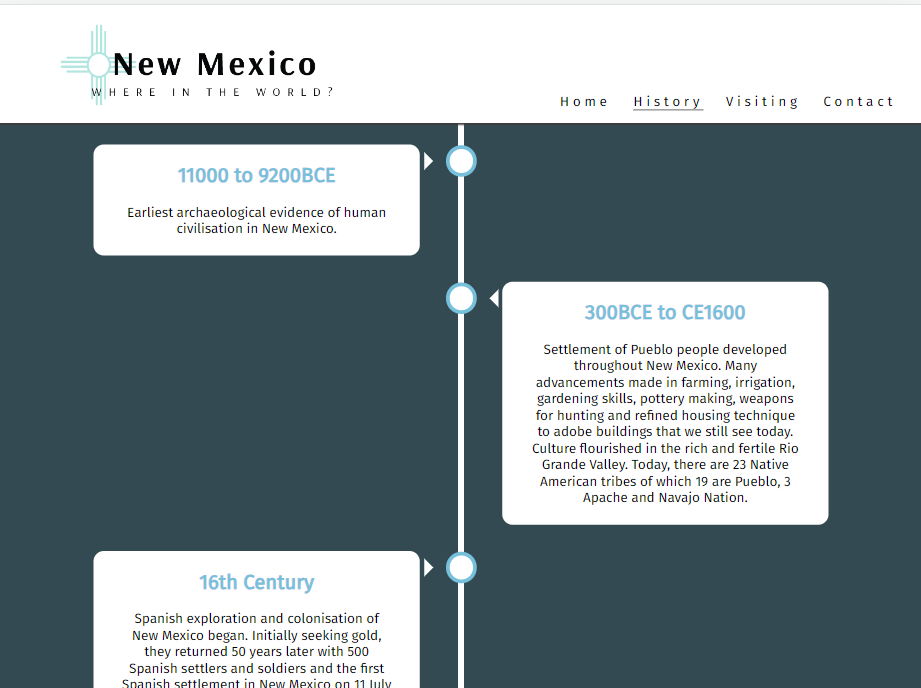 New Mexico
WHERE IN THE WORLD?
Home History Visiting Contact
11000 to 9200BCE
Earliest archaeological evidence of human
civilisation in New Mexico.
300BCE to CE1600
Settlement of Pueblo people developed
throughout New Mexico. Many
advancements made in farming, irrigation,
gardening skills, pottery making, weapons
for hunting and refined housing technique
to adobe buildings that we still see today.
Culture flourished in the rich and fertile Rio
Grande Valley. Today, there are 23 Native
American tribes of which 19 are Pueblo, 3
Apache and Navajo Nation.
16th Century
Spanish exploration and colonisation of
New Mexico began. Initially seeking gold,
they returned 50 years later with 500
Spanish settlers and soldiers and the first
Spanish settlement in New Mexico on 11 July